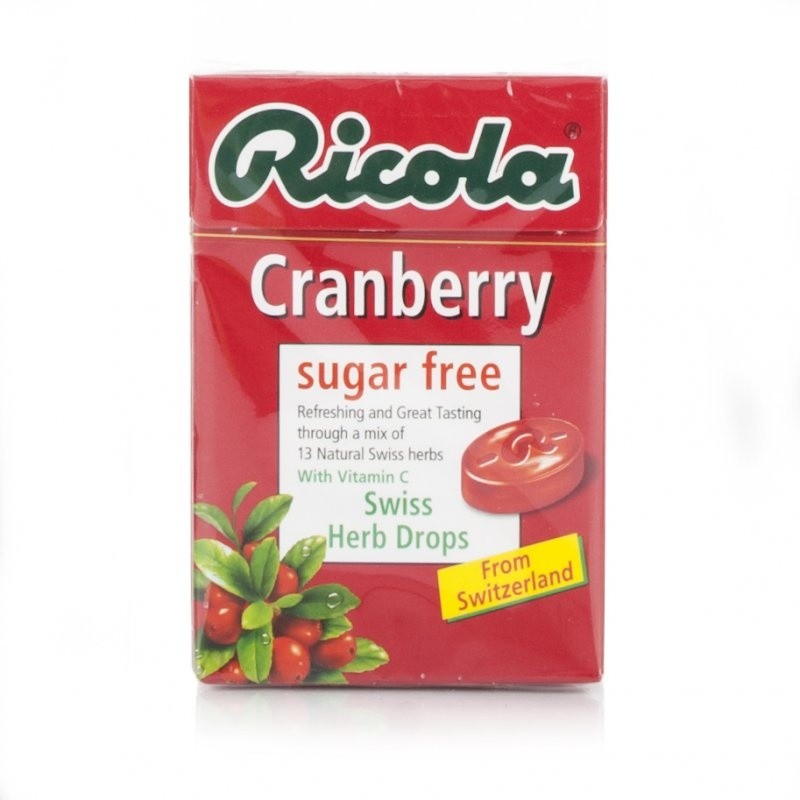 Ricola®
Cranberry
sugar free
Refreshing and Great Tasting
through a mix of
13 Natural Swiss herbs
With Vitamin C
Swiss
Herb Drops
From
Switzerland